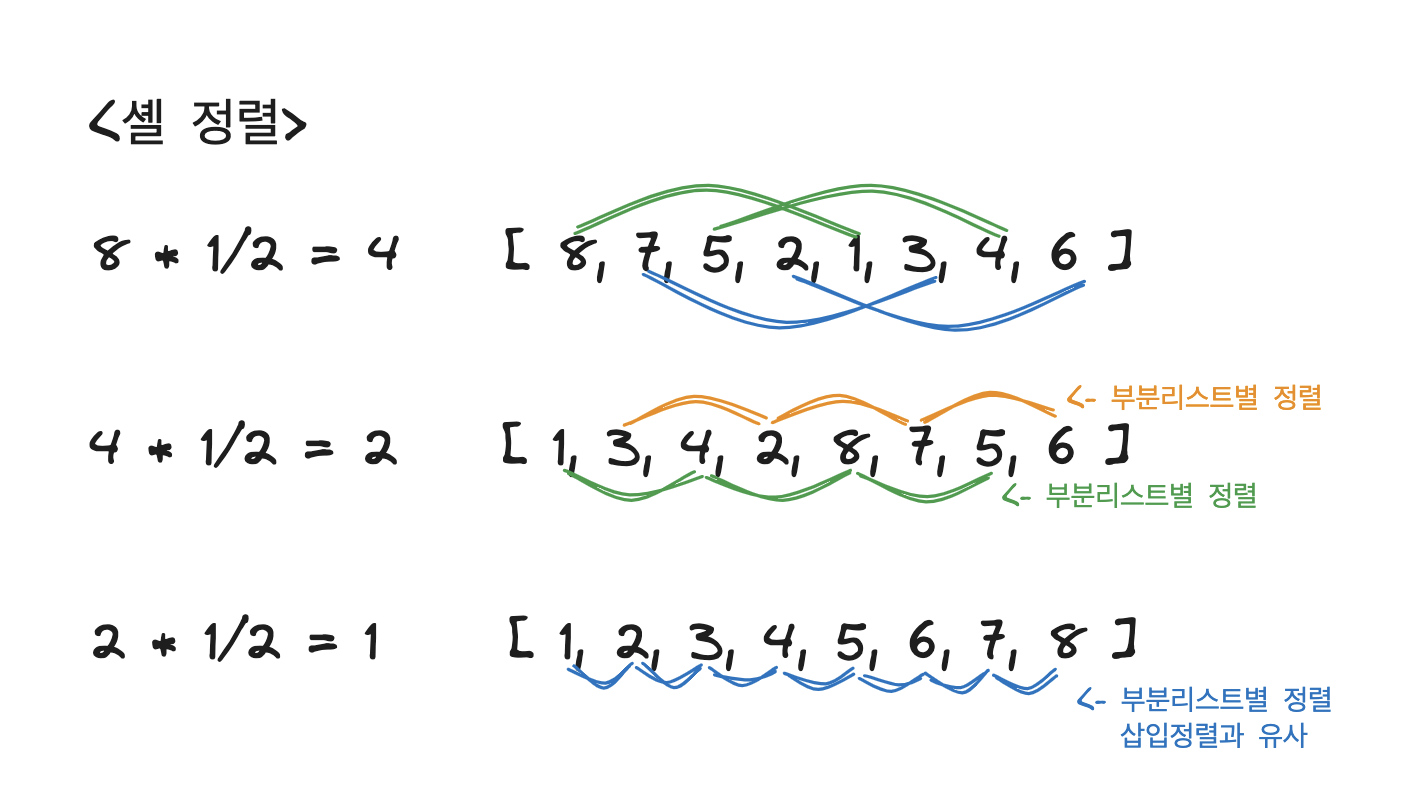 <셸 정렬>
8 * 1/2 = 4 [ 8, 7, 5, 2, 1, 3, 4, 6 ]
<- 부분리스트별 정렬
4 * 1/2 = 2 [ 1, 3, 4, 2, 8, 7, 5, 6 ]
<- 부분리스트별 정렬
2 * 1/2 = 1 [ 1, 2, 3, 4, 5, 6, 7, 8 ]
<- 부분리스트별 정렬
삽입정렬과 유사